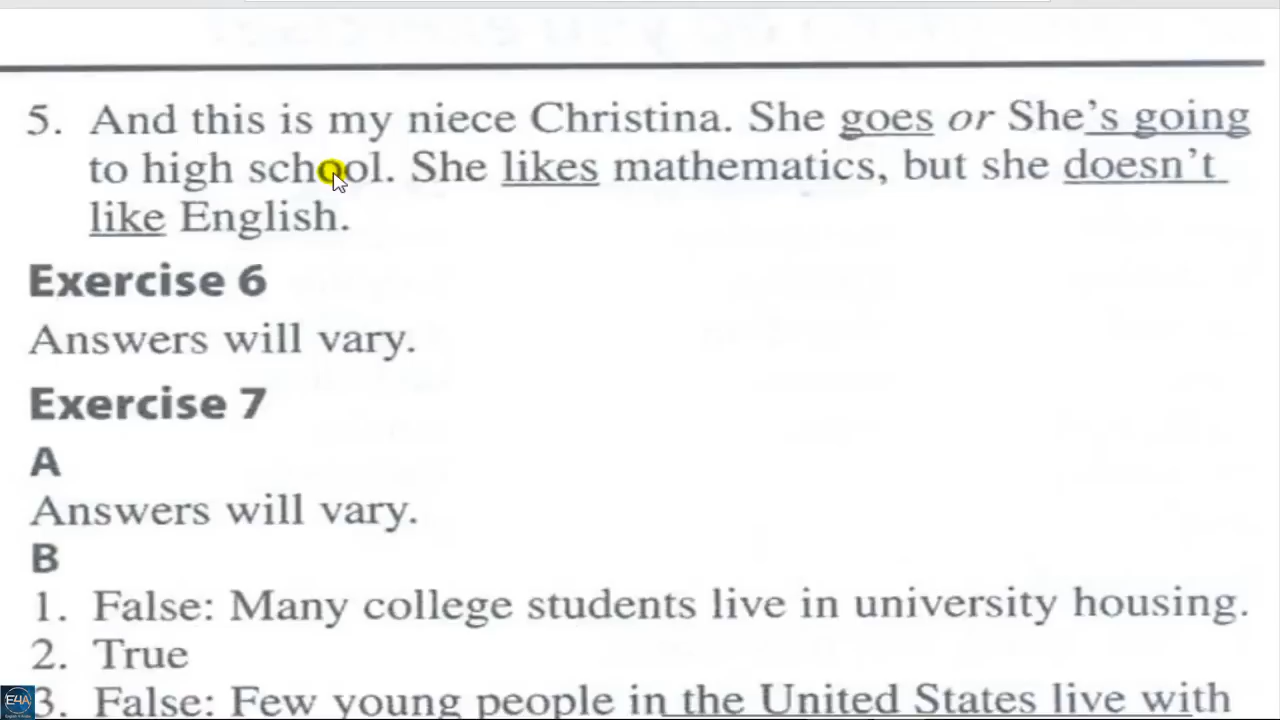 5. And this is my niece Christina. She goes or She's going
to high school. She likes mathematics, but she doesn't
like English.
Exercise 6
Answers will vary.
Exercise 7
A
Answers will vary.
B
1. False: Many college students live in university housing.
2. True
3. False: Few young people in the United States live with
E4A